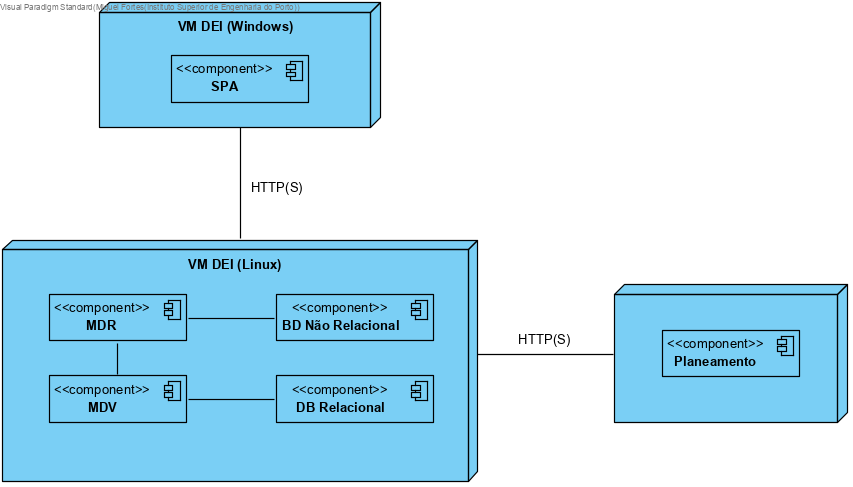 Visual Paradigm Standard(Miguel Fortes(Instituto Superior de Engenharia do Porto))
VM DEI (Windows)
<<component>>
SPA
HTTP(S)
VM DEI (Linux)
<<component>>
MDR
<<component>>
BD Não Relacional
<<component>>
MDV
<<component>>
DB Relacional
HTTP(S)
<<component>>
Planeamento